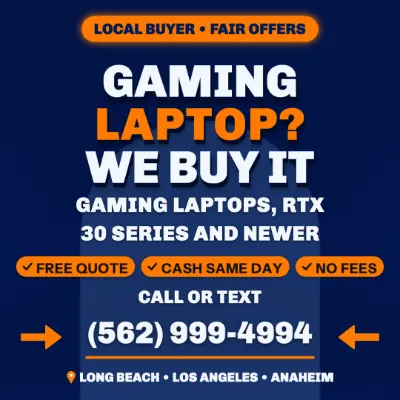 LOCAL BUYER • FAIR OFFERS
GAMING
LAPTOP?
WE BUY IT
GAMING LAPTOPS, RTX
30 SERIES AND NEWER
✓ FREE QUOTE ✓ CASH SAME DAY ✓ NO FEES
CALL OR TEXT
(562) 999-4994
LONG BEACH • LOS ANGELES • ANAHEIM